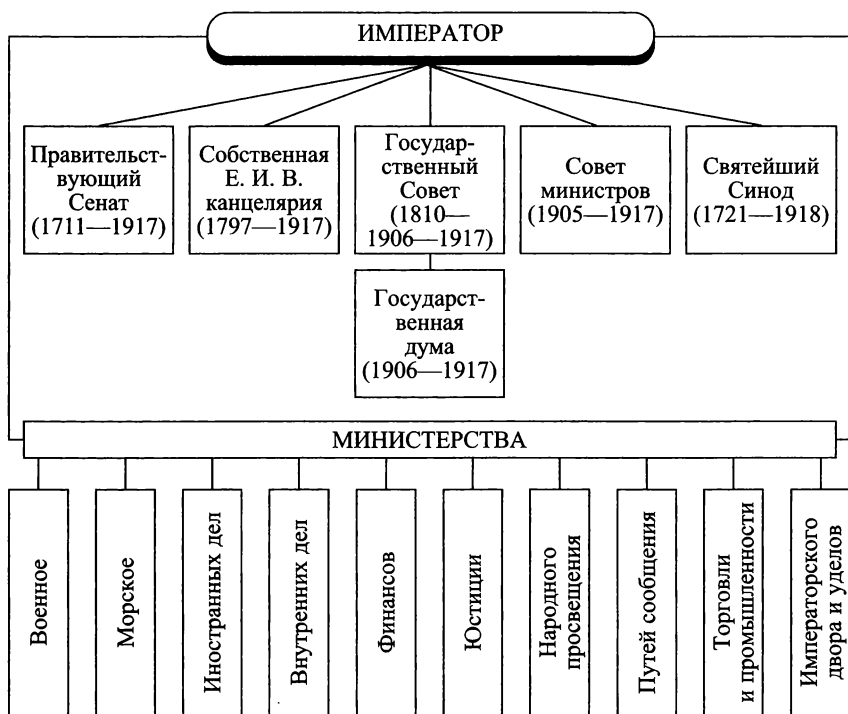 ИМПЕРАТОР
Правительст-
вующий
Сенат
(1711—1917)
Собственная
Е. И. В.
канцелярия
(1797—1917)
Государ-
ственный
Совет
(1810—
1906—1917)
Совет
министров
(1905—1917)
Святейший
Синод
(1721—1918)
Государст-
венная
дума
(1906—1917)
МИНИСТЕРСТВА
Военное
Морское
Иностранных дел
Внутренних дел
Финансов
Юстиции
Народного
просвещения
Путей сообщения
Торговли
и промышленности
Императорского
двора и уделов